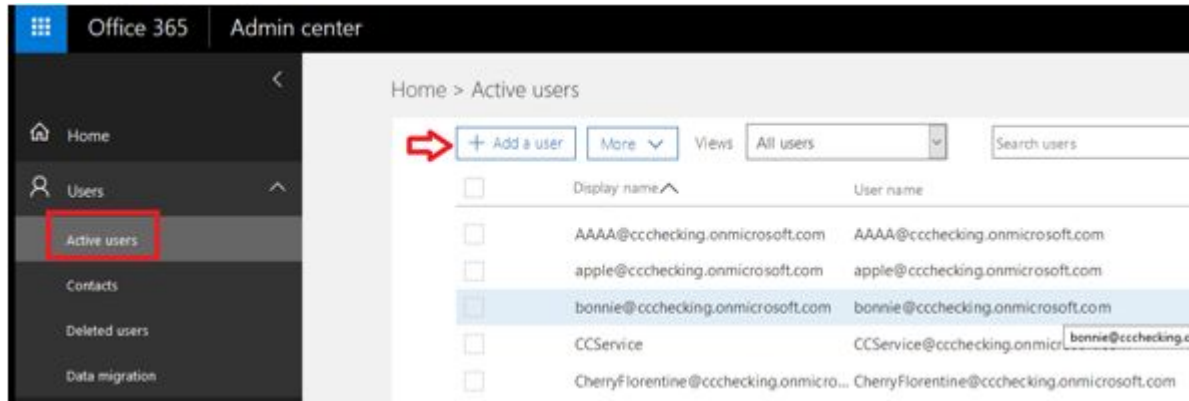 Office 365 Admin center
Home > Active users
Home
+ Add a user More Views All users Search users
Users
Display name User name
Active users
AAAA@ccchecking.onmicrosoft.com AAAA@ccchecking.onmicrosoft.com
apple@ccchecking.onmicrosoft.com apple@ccchecking.onmicrosoft.com
Contacts
bonnie@ccchecking.onmicrosoft.com bonnie@ccchecking.onmicrosoft.com
Deleted users
bonnie@ccchecking.c
CCService CCService@ccchecking.onmicr
Data migration
CherryFlorentine@ccchecking.onmicro... CherryFlorentine@ccchecking.onmicrosoft.com